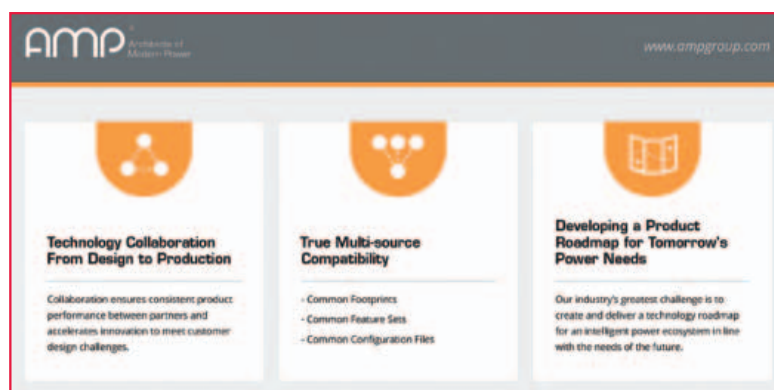 AMP
Architects of
Modern Power
www.ampgroup.com
Technology Collaboration
From Design to Production
Collaboration ensures consistent product
performance between partners and
accelerates innovation to meet customer
design challenges.
True Multi-source
Compatibility
- Common Footprints
- Common Feature Sets
- Common Configuration Files
Developing a Product
Roadmap for Tomorrow's
Power Needs
Our industry's greatest challenge is to
create and deliver a technology roadmap
for an intelligent power ecosystem in line
with the needs of the future.